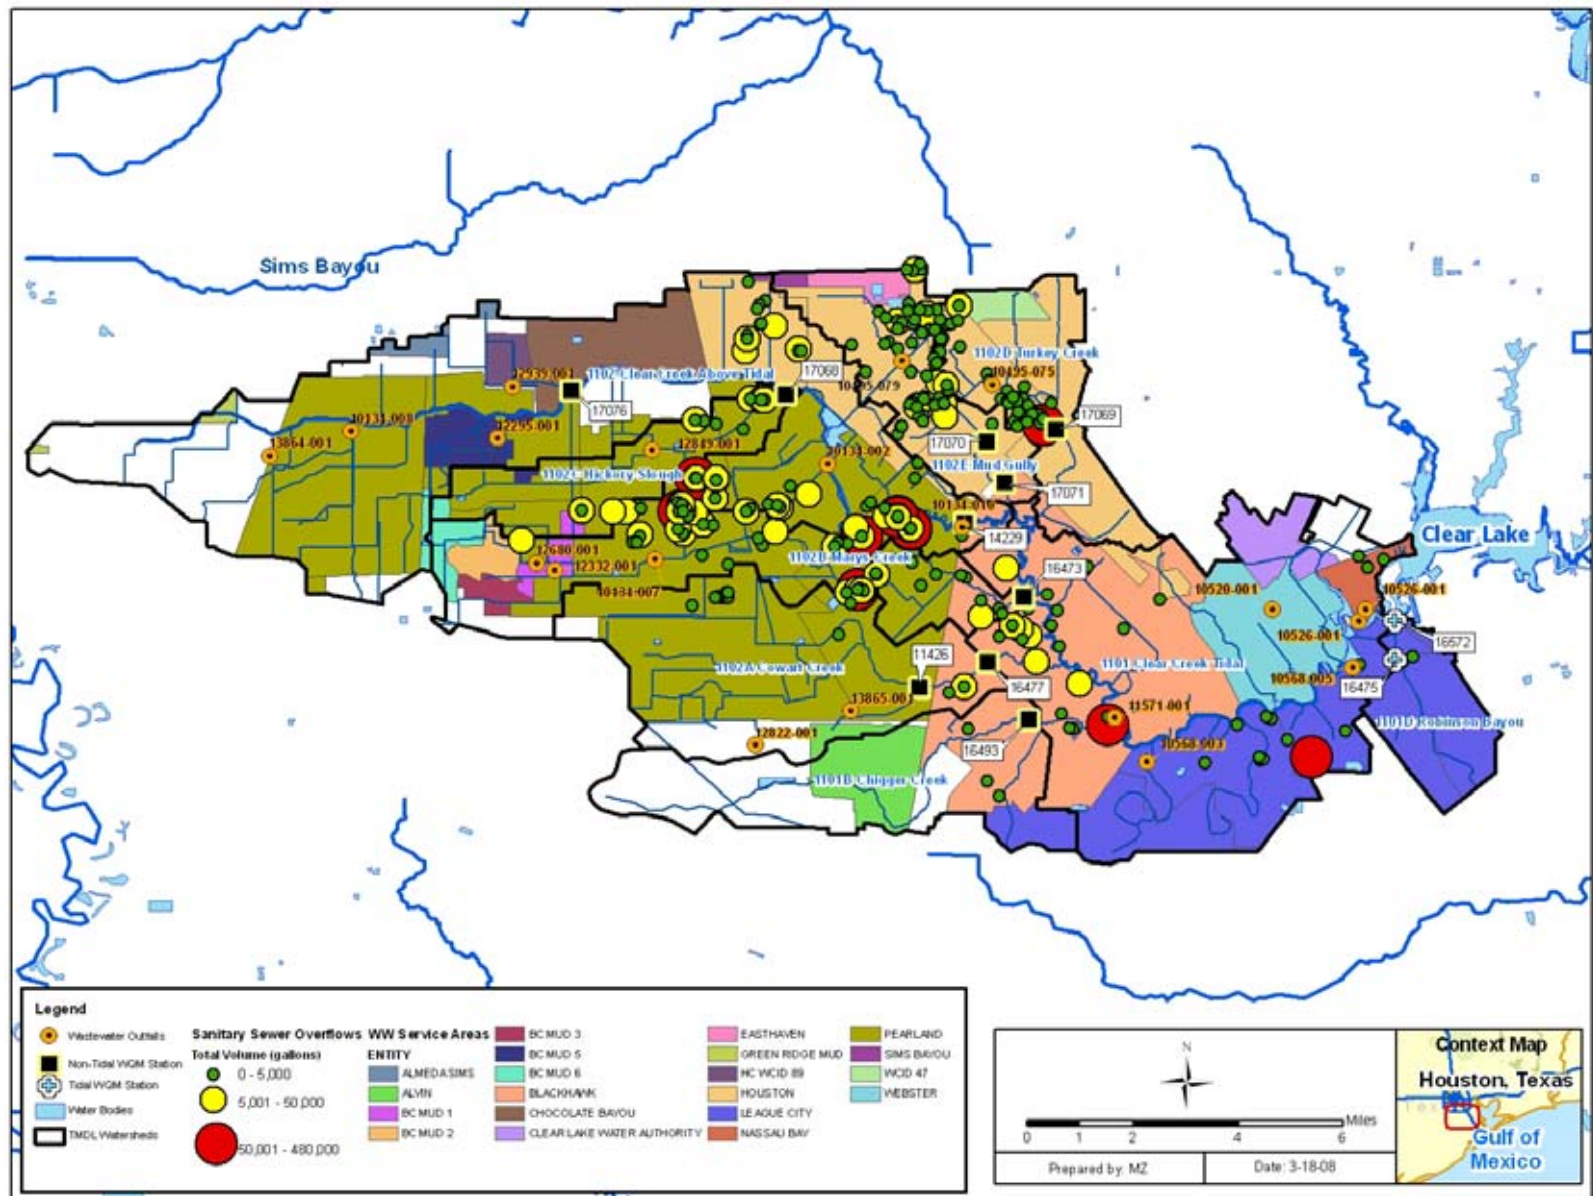 Sims Bayou
1102D Turkey Creek
12939-001
1102 Clear Creek Above Tidal
17068
10495-079
10495-075
17076
17069
10134-008
12295-001
13864-001
12849-001
10134-002
17070
1102E Mud Gully
1102C Hickory Slough
17071
10134-010
14229
Clear Lake
12680-001
1102B Marys Creek
12332-001
16473
10134-007
10520-001
10526-001
10526-001
16572
11426
1102A Cowart Creek
16477
1101 Clear Creek Tidal
10568-005
16475
13865-001
11571-001
1101D Robinson Bayou
12822-001
16493
10568-003
1101B Chigger Creek
Legend
Wastewater Outfalls
Non-Tidal WQM Station
Tidal WQM Station
Water Bodies
TMDL Watersheds
Sanitary Sewer Overflows
Total Volume (gallons)
0 - 5,000
5,001 - 50,000
50,001 - 480,000
WW Service Areas
ENTITY
ALMEDA SIMS
ALVIN
BC MUD 1
BC MUD 2
BC MUD 3
BC MUD 5
BC MUD 6
BLACKHAWK
CHOCOLATE BAYOU
CLEAR LAKE WATER AUTHORITY
EASTHAVEN
GREEN RIDGE MUD
HC WCID 89
HOUSTON
LEAGUE CITY
NASSAU BAY
PEARLAND
SIMS BAYOU
WCID 47
WEBSTER
N
Miles
0 1 2 4 6
Prepared by: MZ
Date: 3-18-08
Context Map
Houston, Texas
Gulf of
Mexico